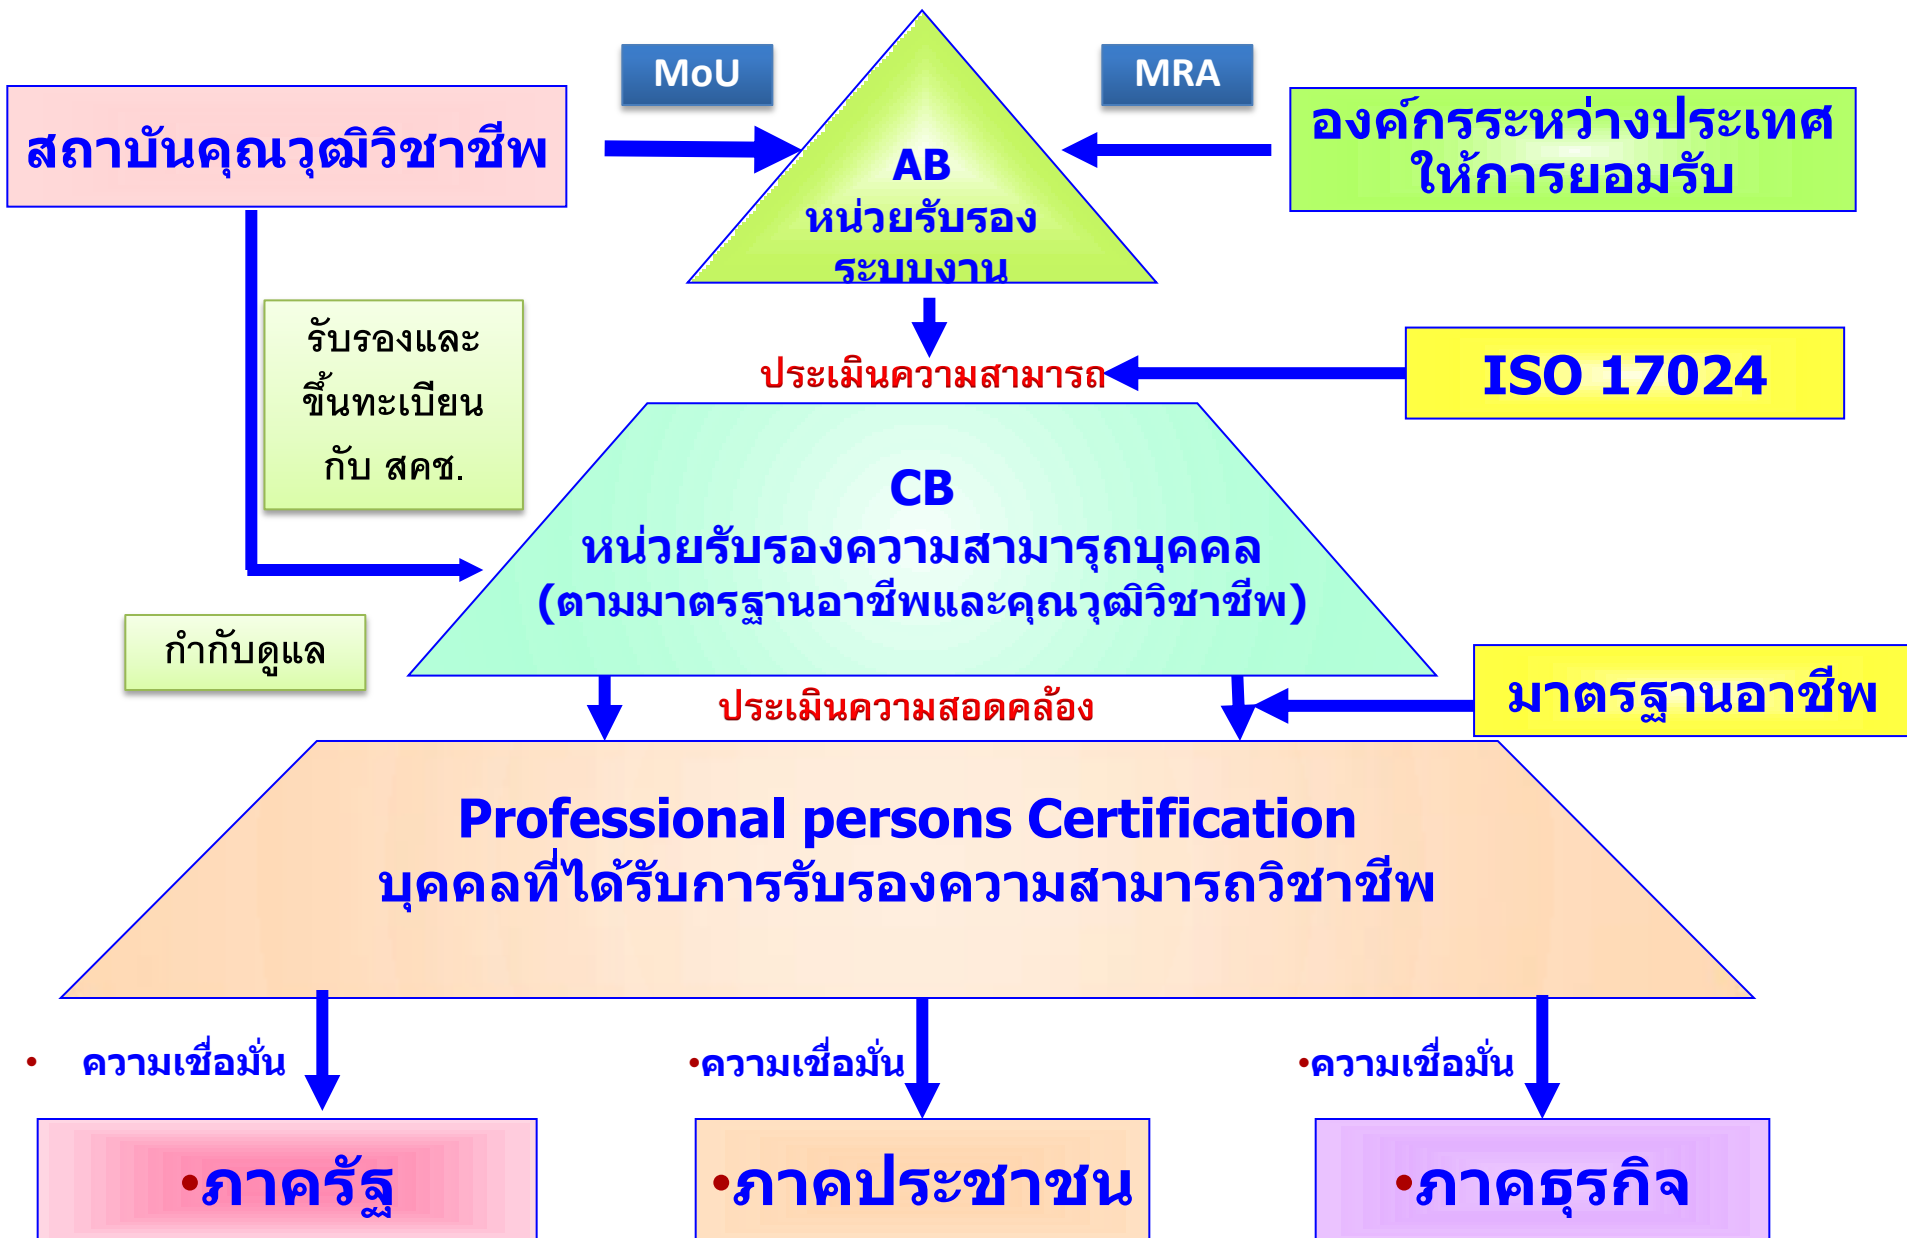 MoU
MRA
สถาบันคุณวุฒิวิชาชีพ
องค์กรระหว่างประเทศ
ให้การยอมรับ
AB
หน่วยรับรอง
ระบบงาน
รับรองและ
ขึ้นทะเบียน
กับ สคช.
ประเมินความสามารถ
ISO 17024
CB
หน่วยรับรองความสามารุถบุคคล
(ตามมาตรฐานอาชีพและคุณวุฒิวิชาชีพ)
กำกับดูแล
ประเมินความสอดคล้อง
มาตรฐานอาชีพ
Professional persons Certification
บุคคลที่ได้รับการรับรองความสามารถวิชาชีพ
• ความเชื่อมั่น
•ความเชื่อมั่น
•ความเชื่อมั่น
•ภาครัฐ
•ภาคประชาชน
•ภาคธุรกิจ